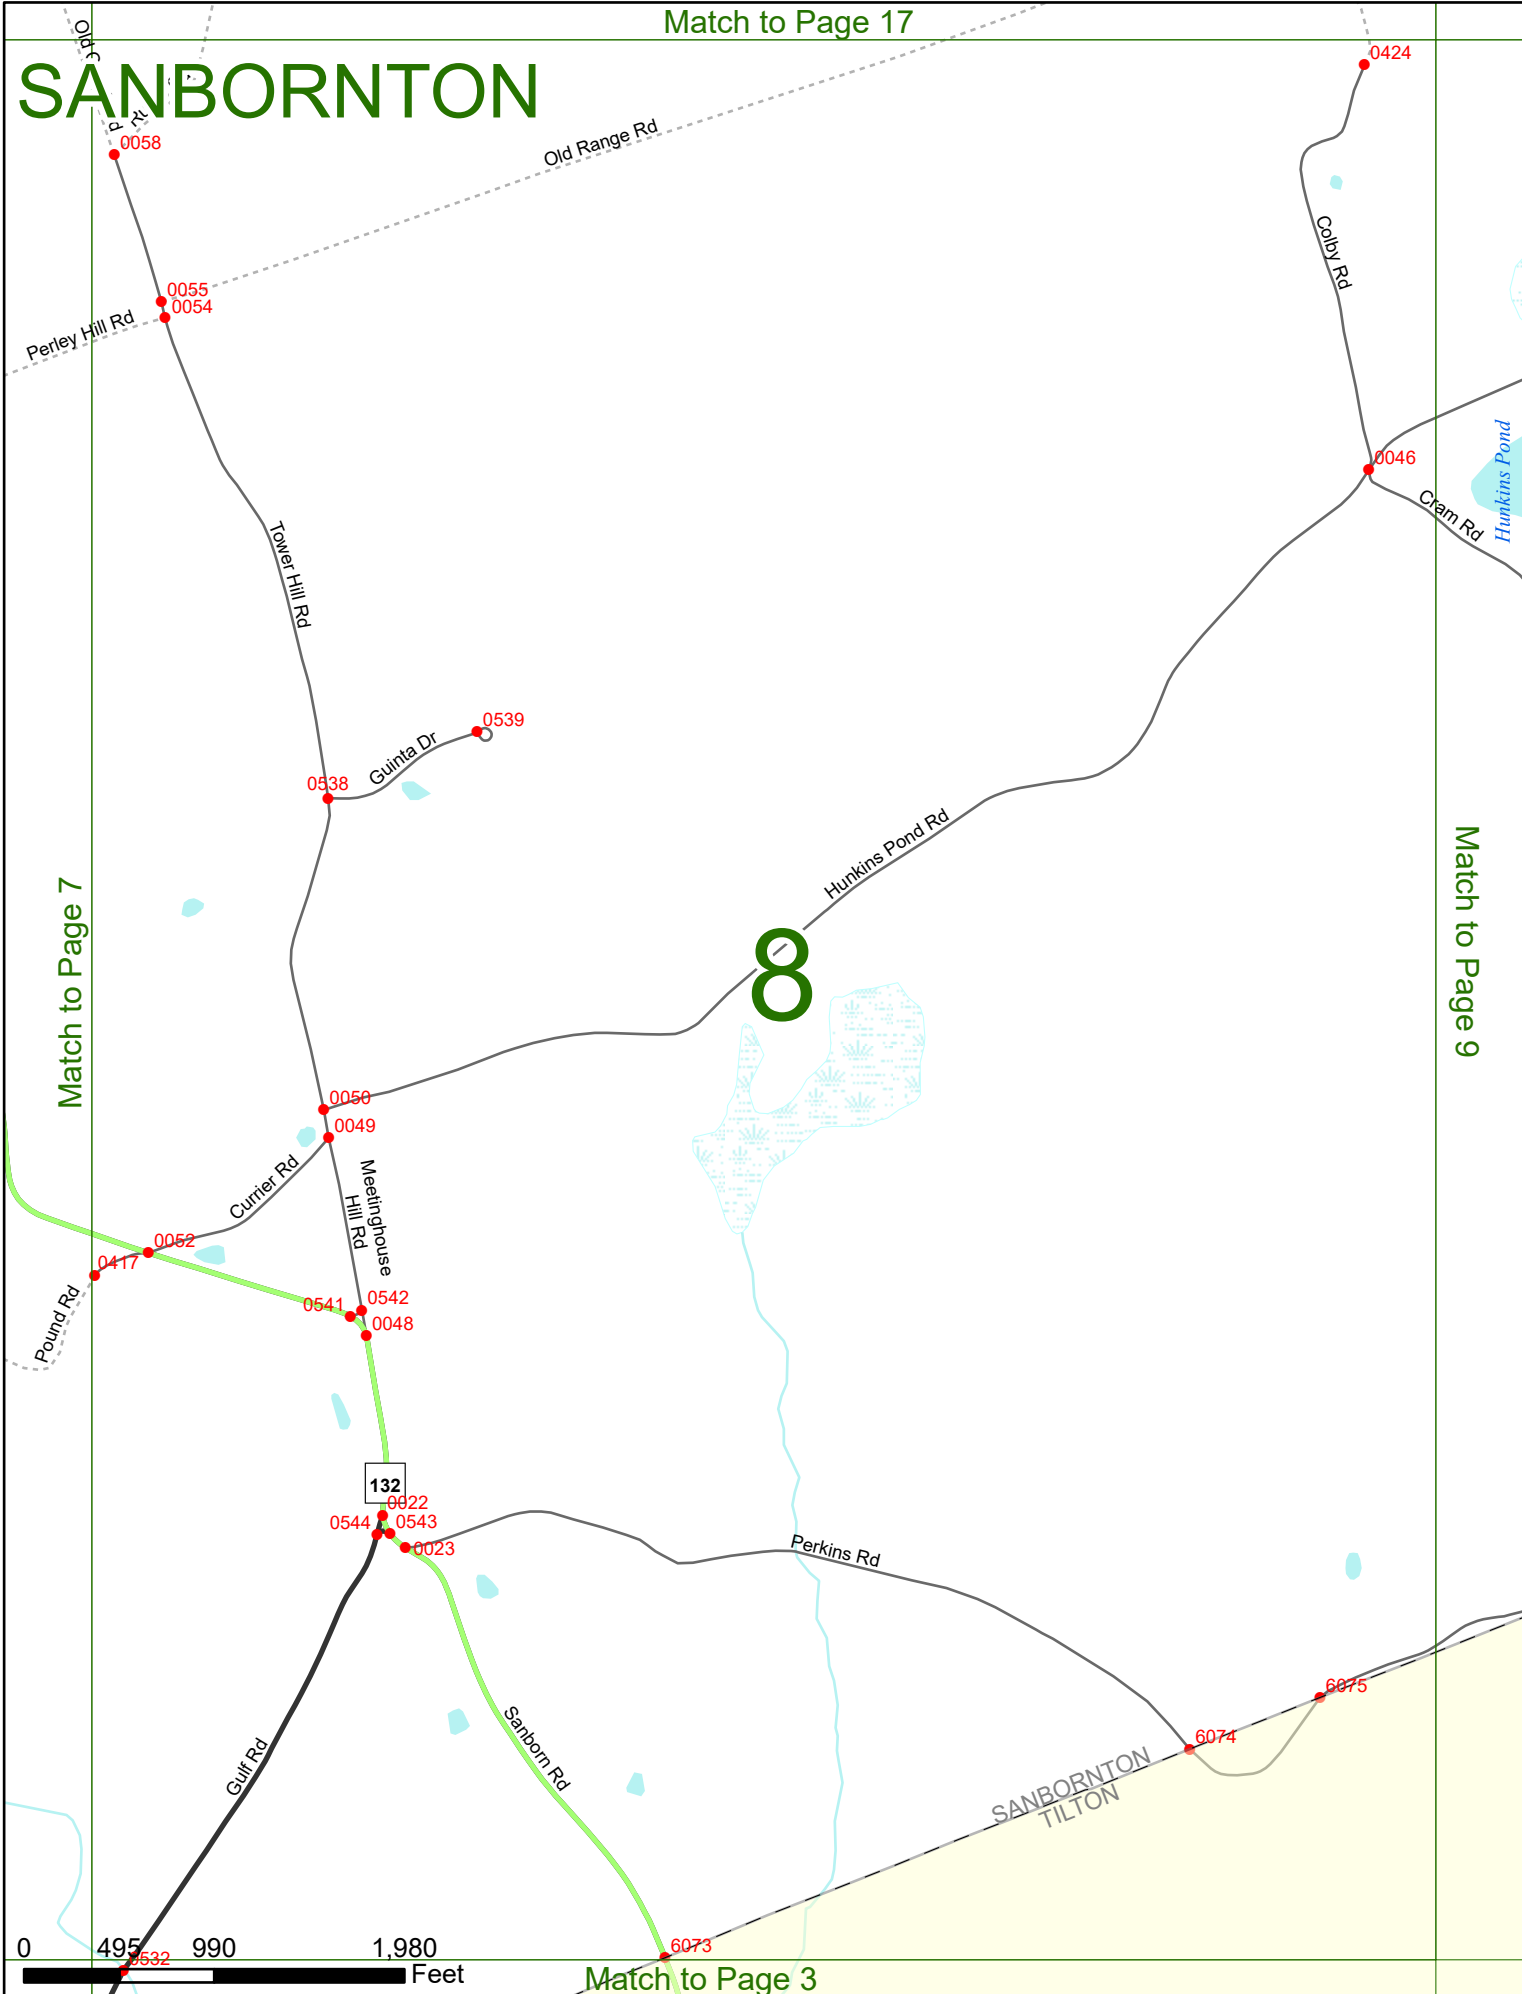 Match to Page 17
SANBORNTON
Old
0424
0058
Old Range Rd
Colby Rd
0055
0054
Perley Hill Rd
0046
Hunkins Pond
Cram Rd
Tower Hill Rd
0539
Guinta Dr
0538
Hunkins Pond Rd
Match to Page 7
Match to Page 9
8
0050
0049
Currier Rd
Meetinghouse
Hill Rd
0052
0417
Pound Rd
0541
0542
0048
132
0022
0544
0543
0023
Perkins Rd
6075
6074
Gulf Rd
Sanborn Rd
SANBORNTON
TILTON
6073
0 495 990 1,980
0532
Feet
Match to Page 3